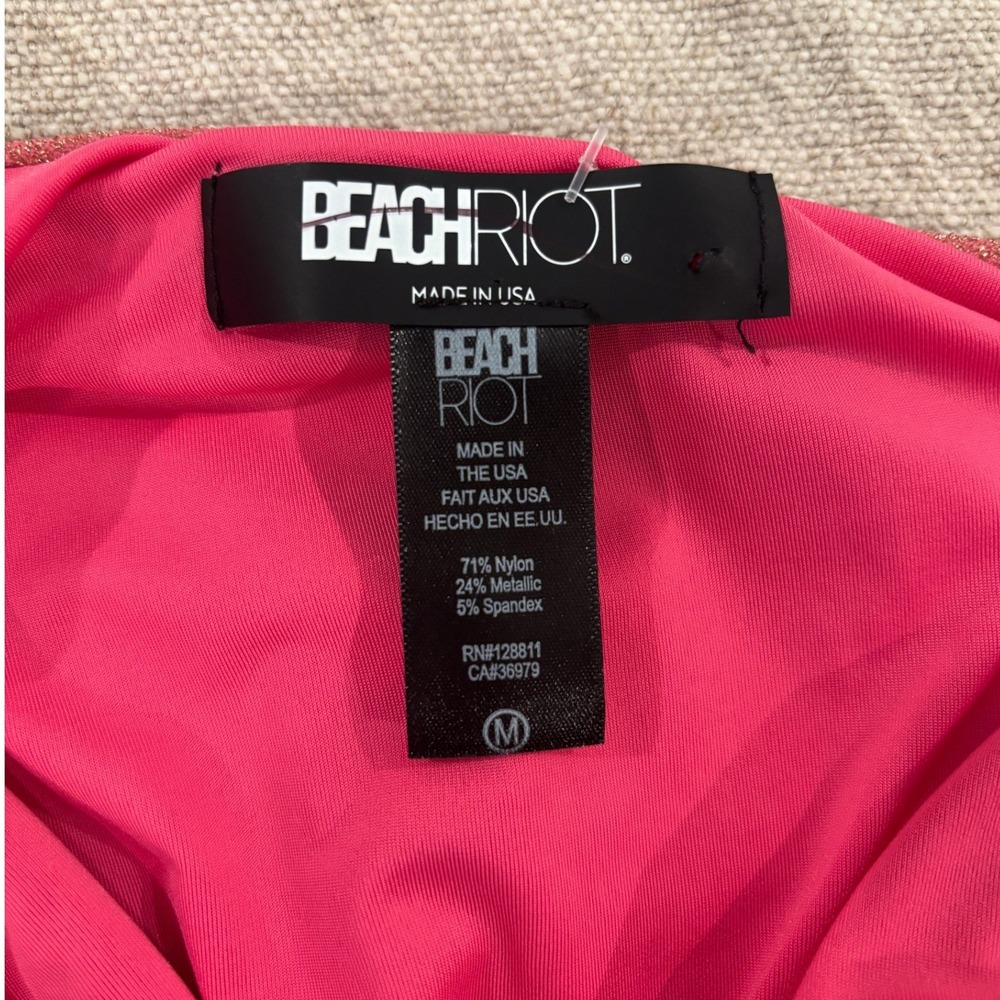 BEACHRIOT®
MADE IN USA
BEACH
RIOT
MADE IN
THE USA
FAIT AUX USA
HECHO EN EE.UU.
71% Nylon
24% Metallic
5% Spandex
RN#128811
CA#36979
M